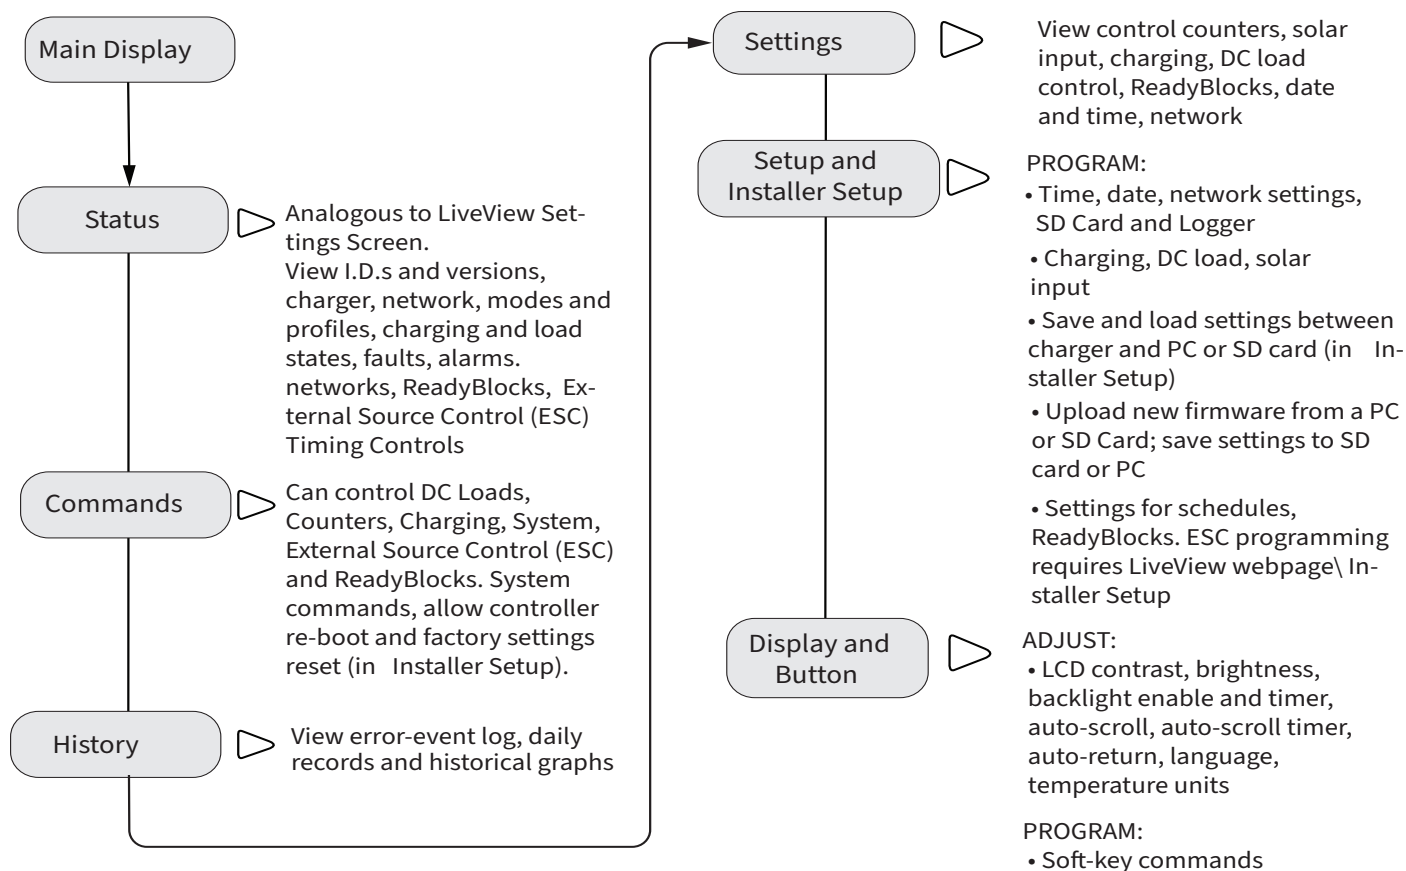 Main Display
Status
Analogous to LiveView Set-
tings Screen.
View I.D.s and versions,
charger, network, modes and
profiles, charging and load
states, faults, alarms.
networks, ReadyBlocks, Ex-
ternal Source Control (ESC)
Timing Controls
Commands
Can control DC Loads,
Counters, Charging, System,
External Source Control (ESC)
and ReadyBlocks. System
commands, allow controller
re-boot and factory settings
reset (in Installer Setup).
History
View error-event log, daily
records and historical graphs
Settings
View control counters, solar
input, charging, DC load
control, ReadyBlocks, date
and time, network
Setup and
Installer Setup
PROGRAM:
• Time, date, network settings,
SD Card and Logger
• Charging, DC load, solar
input
• Save and load settings between
charger and PC or SD card (in In-
staller Setup)
• Upload new firmware from a PC
or SD Card; save settings to SD
card or PC
• Settings for schedules,
ReadyBlocks. ESC programming
requires LiveView webpage\ In-
staller Setup
Display and
Button
ADJUST:
• LCD contrast, brightness,
backlight enable and timer,
auto-scroll, auto-scroll timer,
auto-return, language,
temperature units
PROGRAM:
• Soft-key commands